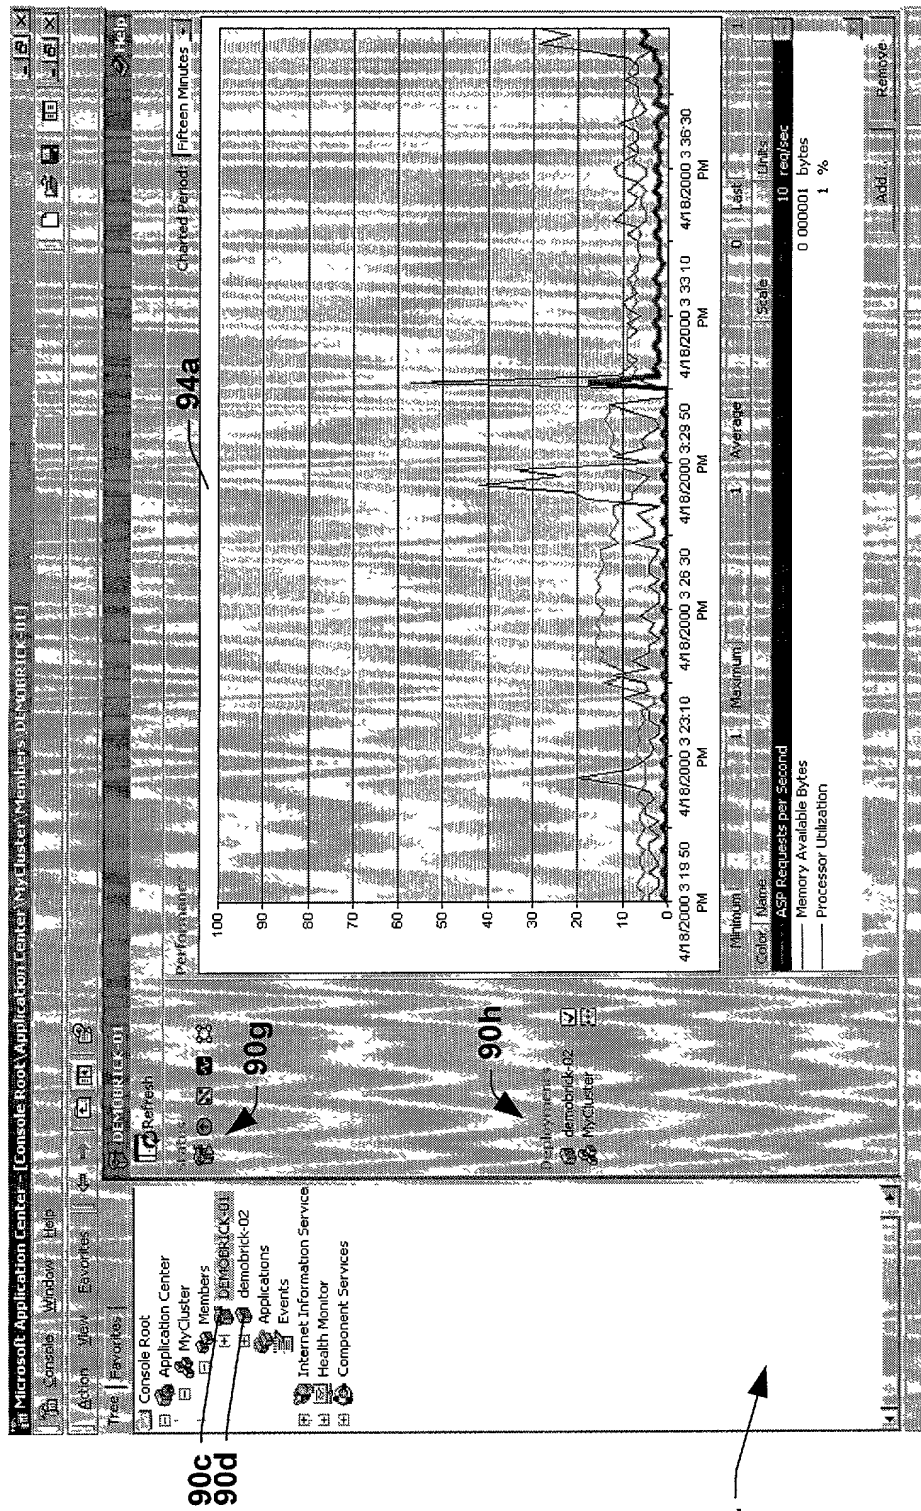 Microsoft Application Center - [Console Root\Application Center\MyCluster\Members\DEMOBRICK-01]
Console Window Help
Action View Favorites
Tree Favorites
Console Root
Application Center
MyCluster
Members
DEMOBRICK-01
demobrick-02
Applications
Events
Internet Information Service
Health Monitor
Component Services
90c
90d
DEMOBRICK-01
Help
Refresh
Status
90g
90h
Deployments
demobrick-02
MyCluster
Performance
Charted Period: Fifteen Minutes
94a
100
90
80
70
60
50
40
30
20
10
0
4/18/2000 3 19 50 PM
4/18/2000 3 23 10 PM
4/18/2000 3 26 30 PM
4/18/2000 3:29 50 PM
4/18/2000 3 33 10 PM
4/18/2000 3 36:30 PM
Minimum 1 Maximum 1 Average 0 Last 1
Color Name Scale Units
ASP Requests per Second 10 req/sec
Memory Available Bytes 0 000001 bytes
Processor Utilization 1 %
Add... Remove